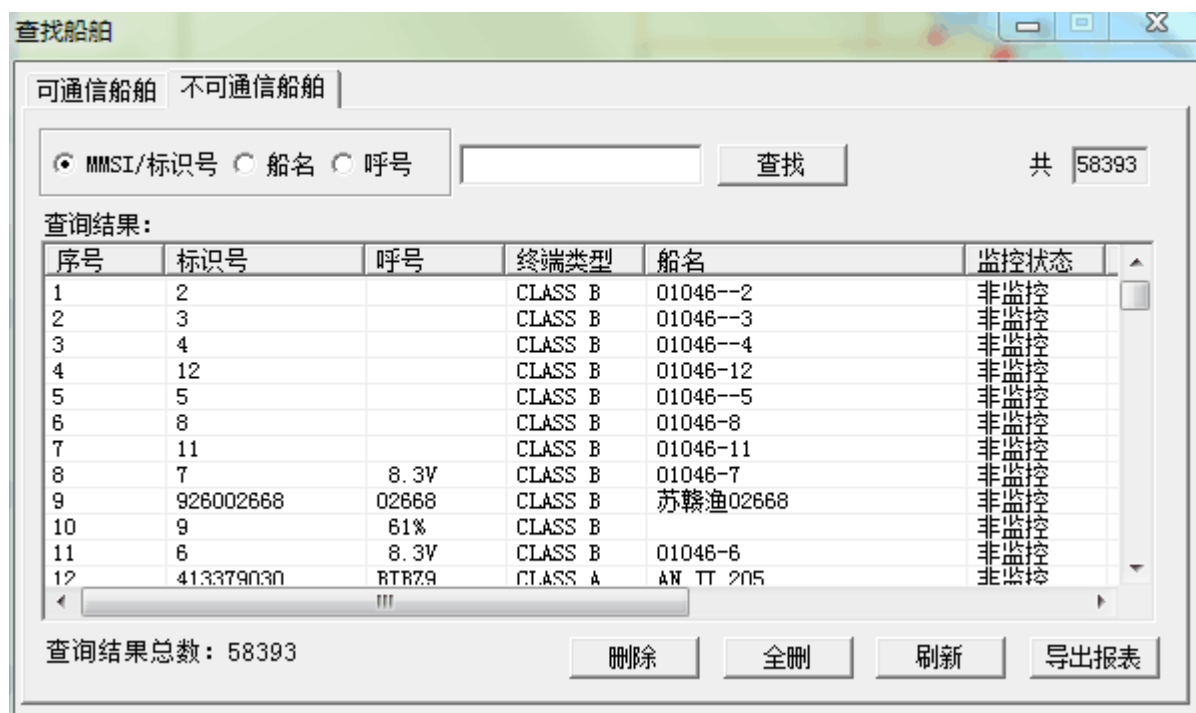 查找船舶
可通信船舶 不可通信船舶
MMSI/标识号 船名 呼号 查找 共 58393
查询结果:
序号 标识号 呼号 终端类型 船名 监控状态
1 2 CLASS B 01046--2 非监控
2 3 CLASS B 01046--3 非监控
3 4 CLASS B 01046--4 非监控
4 12 CLASS B 01046-12 非监控
5 5 CLASS B 01046--5 非监控
6 8 CLASS B 01046-8 非监控
7 11 CLASS B 01046-11 非监控
8 7 8.3V CLASS B 01046-7 非监控
9 926002668 02668 CLASS B 苏赣渔02668 非监控
10 9 61% CLASS B 非监控
11 6 8.3V CLASS B 01046-6 非监控
12 413379030 CLASS A 205 非监控
查询结果总数: 58393 删除 全删 刷新 导出报表